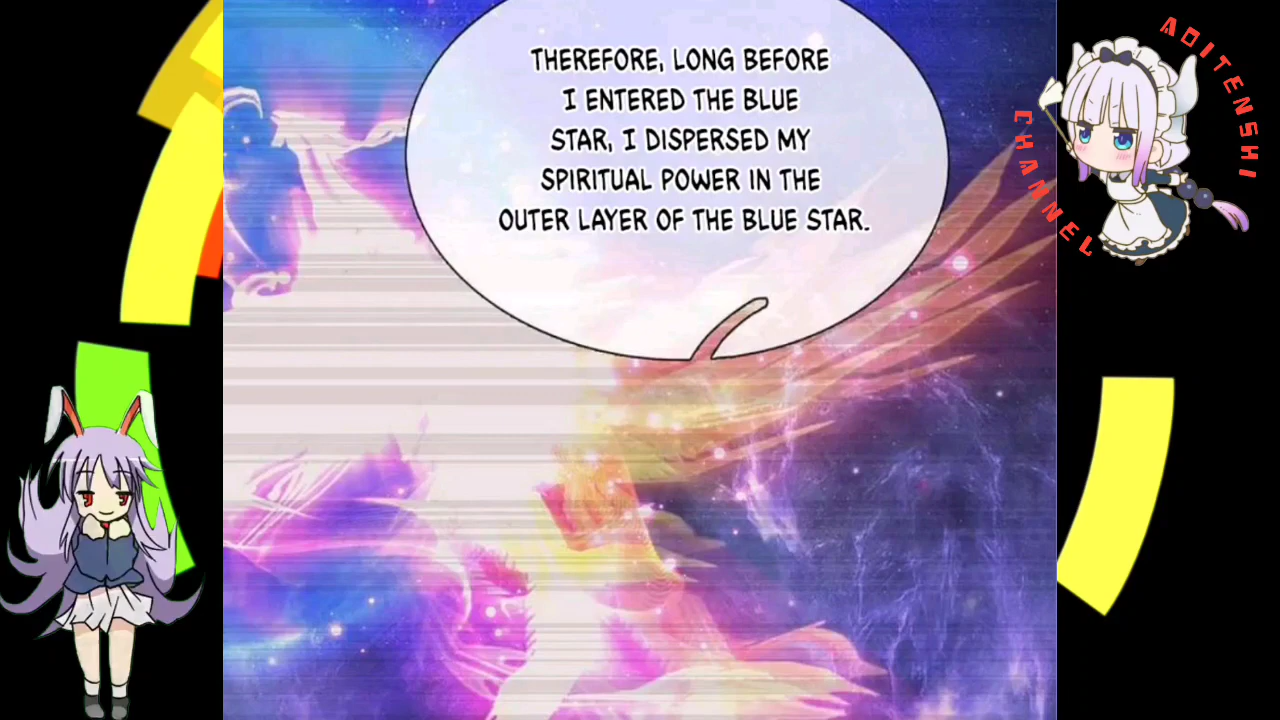 THEREFORE, LONG BEFORE
I ENTERED THE BLUE
STAR, I DISPERSED MY
SPIRITUAL POWER IN THE
OUTER LAYER OF THE BLUE STAR.
AOITENSHI
CHANNEL